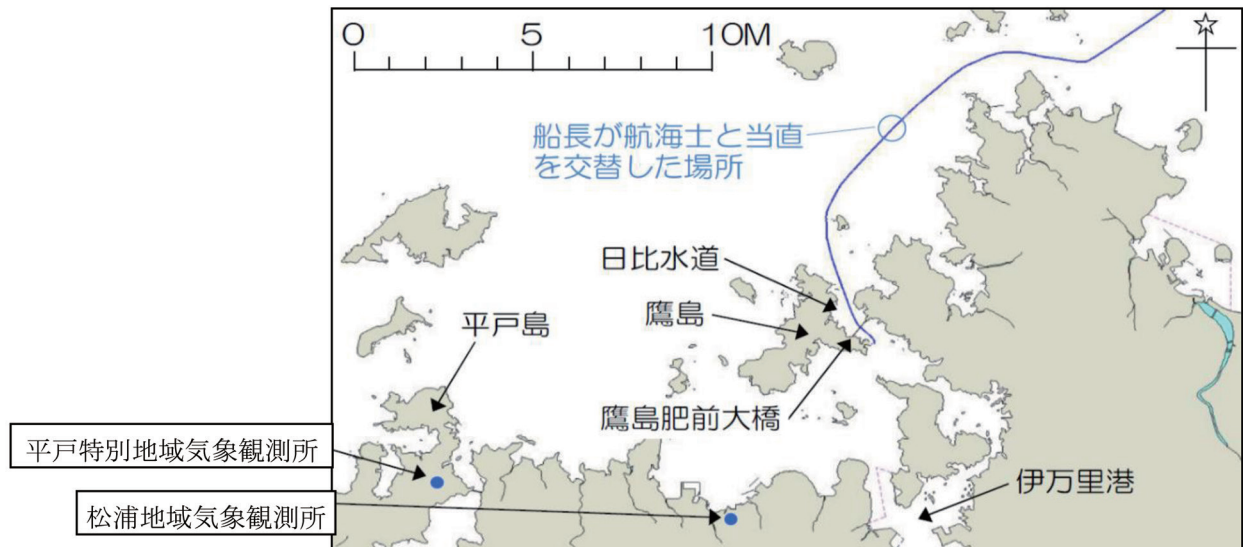 0 5 10M
船長が航海士と当直
を交替した場所
日比水道
鷹島
平戸島
鷹島肥前大橋
平戸特別地域気象観測所
伊万里港
松浦地域気象観測所